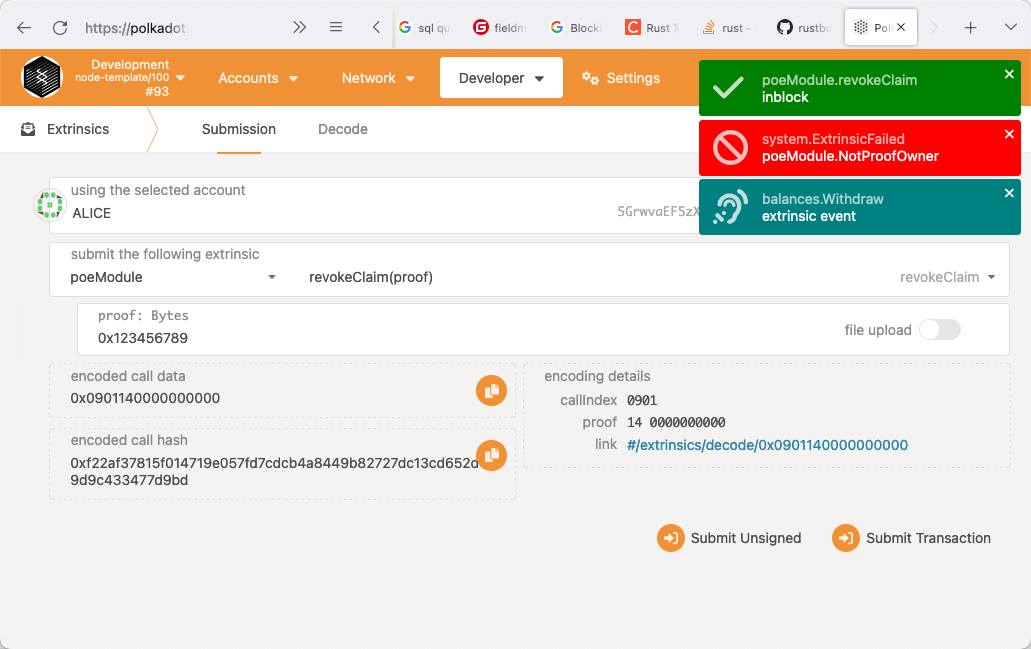 https://polkadot.
sql qu
fieldm
Blocki
Rust
rust -
rustbo
Pol
Development
node-template/100
#93
Accounts
Network
Developer
Settings
poeModule.revokeClaim
inblock
system.ExtrinsicFailed
poeModule.NotProofOwner
balances.Withdraw
extrinsic event
Extrinsics
Submission
Decode
using the selected account
ALICE
5GrwvaEF5zX
submit the following extrinsic
poeModule
revokeClaim(proof)
revokeClaim
proof: Bytes
0x123456789
file upload
encoded call data
0x0901140000000000
encoding details
callIndex 0901
proof 14 0000000000
link #/extrinsics/decode/0x0901140000000000
encoded call hash
0xf22af37815f014719e057fd7cdcb4a8449b82727dc13cd652d
9d9c433477d9bd
Submit Unsigned
Submit Transaction